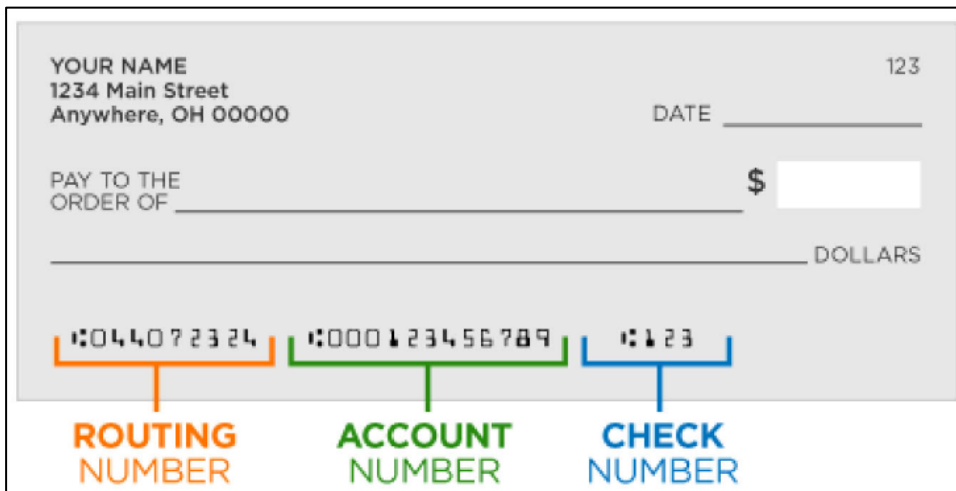 YOUR NAME 123
1234 Main Street
Anywhere, OH 00000 DATE
PAY TO THE
ORDER OF $
DOLLARS
⑆044072324 ⑆000123456789 ⑆123
ROUTING NUMBER
ACCOUNT NUMBER
CHECK NUMBER